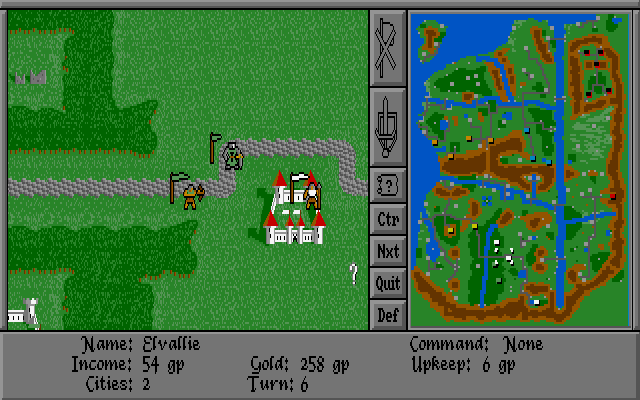 ?
Ctr
Nxt
Quit
Def
?
Name: Elvallie
Command: None
Income: 54 gp
Gold: 258 gp
Upkeep: 6 gp
Cities: 2
Turn: 6